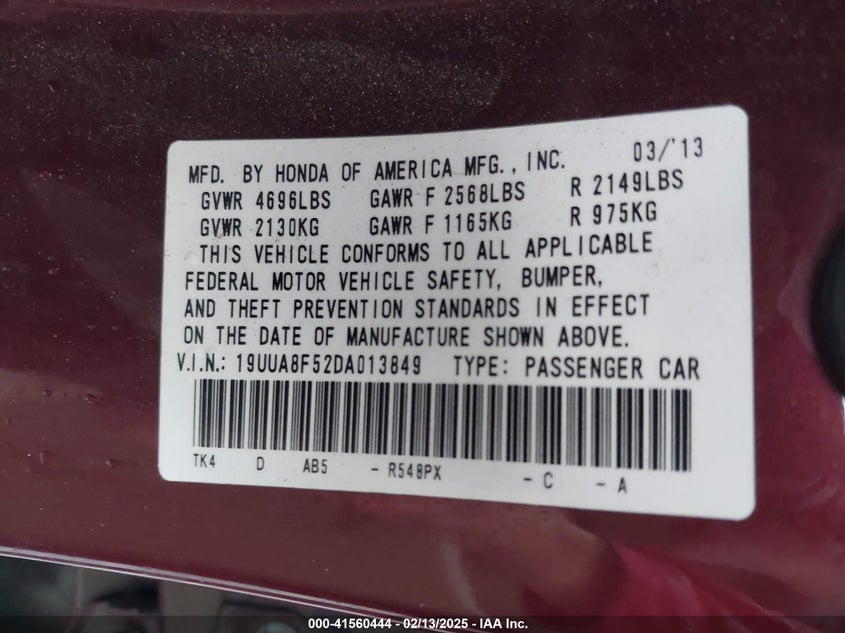 MFD. BY HONDA OF AMERICA MFG., INC. 03/'13
GVWR 4696LBS GAWR F 2568LBS R 2149LBS
GVWR 2130KG GAWR F 1165KG R 975KG
THIS VEHICLE CONFORMS TO ALL APPLICABLE
FEDERAL MOTOR VEHICLE SAFETY, BUMPER,
AND THEFT PREVENTION STANDARDS IN EFFECT
ON THE DATE OF MANUFACTURE SHOWN ABOVE.
V.I.N.: 19UUA8F52DA013849 TYPE: PASSENGER CAR
TK4 D AB5 - R548PX - C - A
000-41560444 - 02/13/2025 - IAA Inc.